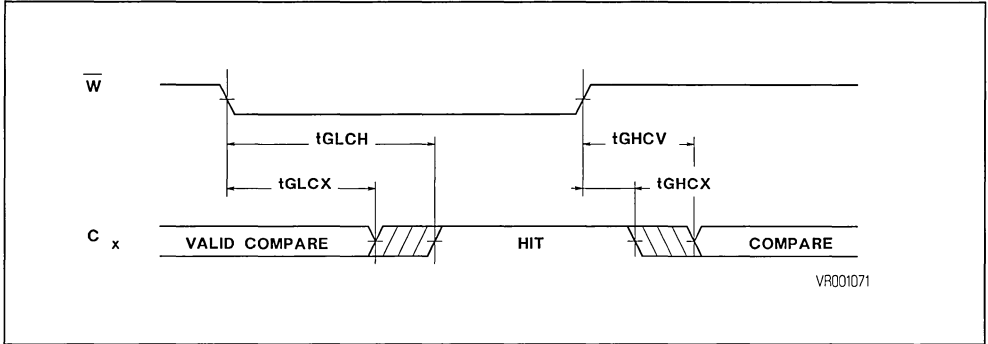 W
tGLCH
tGHCV
tGLCX
tGHCX
C x
VALID COMPARE
HIT
COMPARE
VR001071